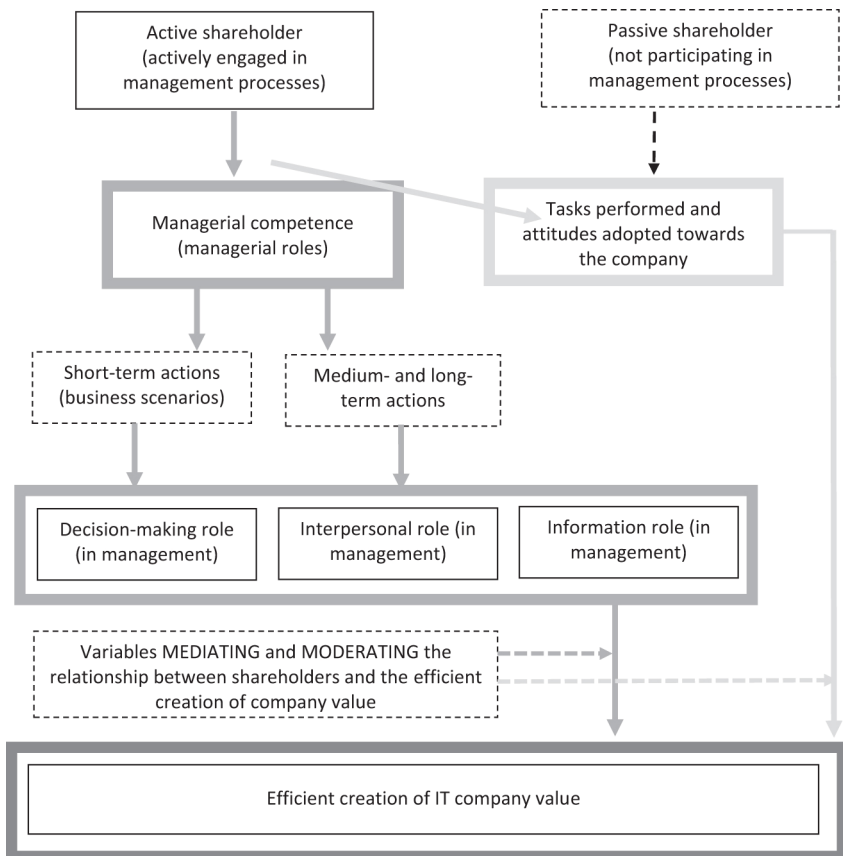 Active shareholder
(actively engaged in
management processes)
Passive shareholder
(not participating in
management processes)
Managerial competence
(managerial roles)
Tasks performed and
attitudes adopted towards
the company
Short-term actions
(business scenarios)
Medium- and long-
term actions
Decision-making role
(in management)
Interpersonal role (in
management)
Information role (in
management)
Variables MEDIATING and MODERATING the
relationship between shareholders and the efficient
creation of company value
Efficient creation of IT company value